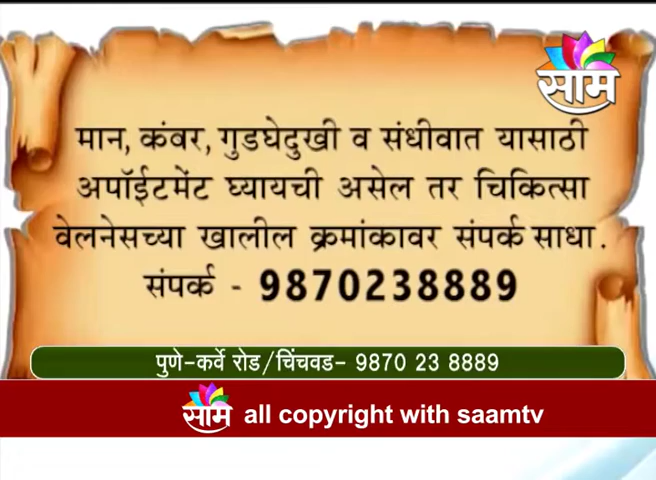 साम
मान, कंबर, गुडघेदुखी व संधीवात यासाठी
अपॉईटमेंट घ्यायची असेल तर चिकित्सा
वेलनेसच्या खालील क्रमांकावर संपर्क साधा.
संपर्क - 9870238889
पुणे-कर्वे रोड/चिंचवड- 9870 23 8889
साम all copyright with saamtv